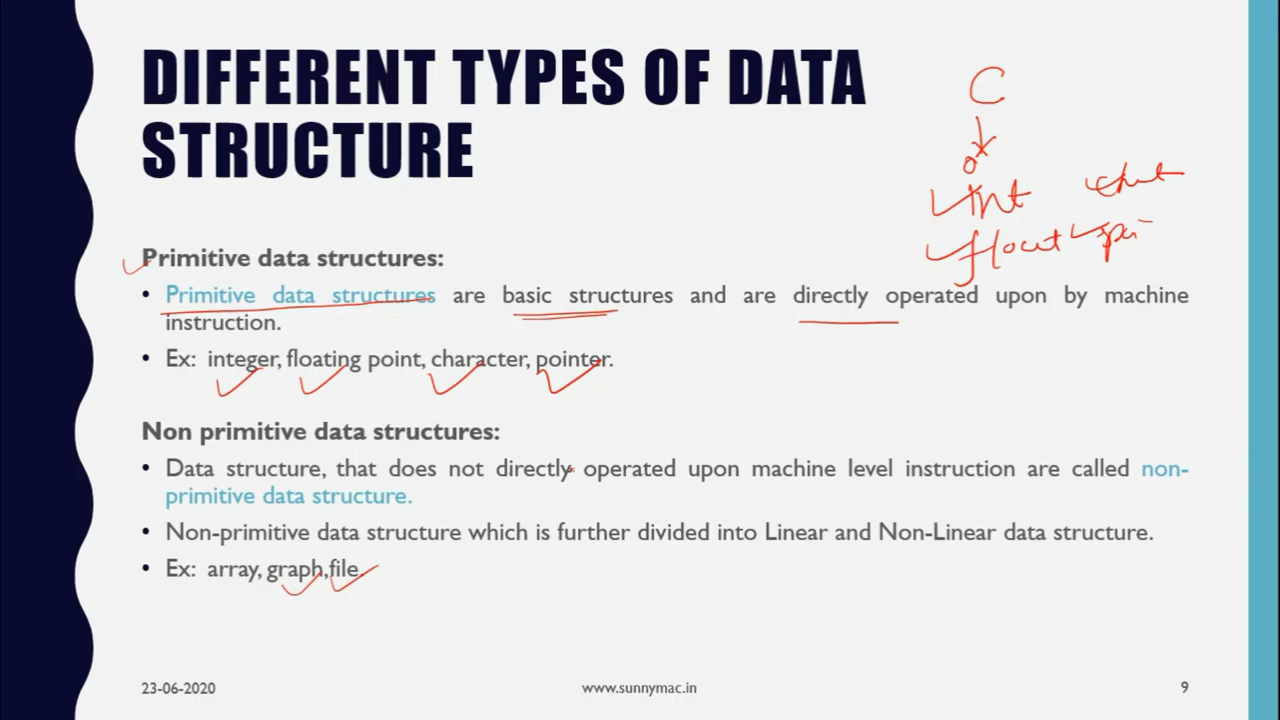 DIFFERENT TYPES OF DATA
STRUCTURE
C
int
float
Primitive data structures:
• Primitive data structures are basic structures and are directly operated upon by machine
instruction.
• Ex: integer, floating point, character, pointer.
Non primitive data structures:
• Data structure, that does not directly operated upon machine level instruction are called non-
primitive data structure.
• Non-primitive data structure which is further divided into Linear and Non-Linear data structure.
• Ex: array, graph,file
23-06-2020
www.sunnymac.in
9